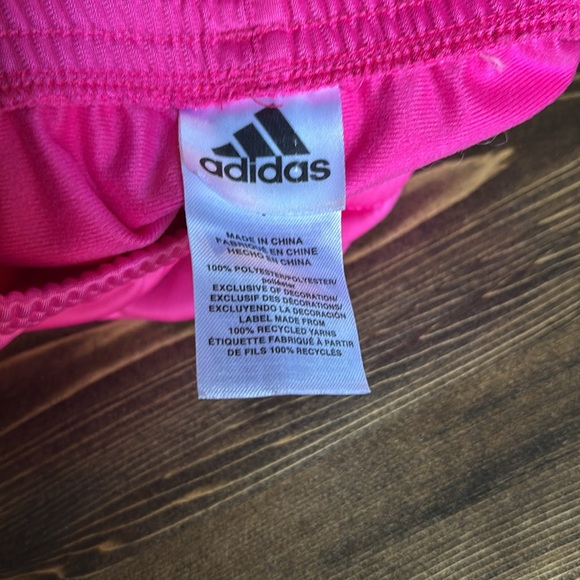 adidas
MADE IN CHINA
FABRIQUÉ EN CHINE
HECHO EN CHINA
100% POLYESTER/POLYESTER/
poliéster
EXCLUSIVE OF DECORATION/
EXCLUSIF DES DÉCORATIONS/
EXCLUYENDO LA DECORACIÓN
LABEL MADE FROM
100% RECYCLED YARNS
ÉTIQUETTE FABRIQUÉ À PARTIR
DE FILS 100% RECYCLÉS